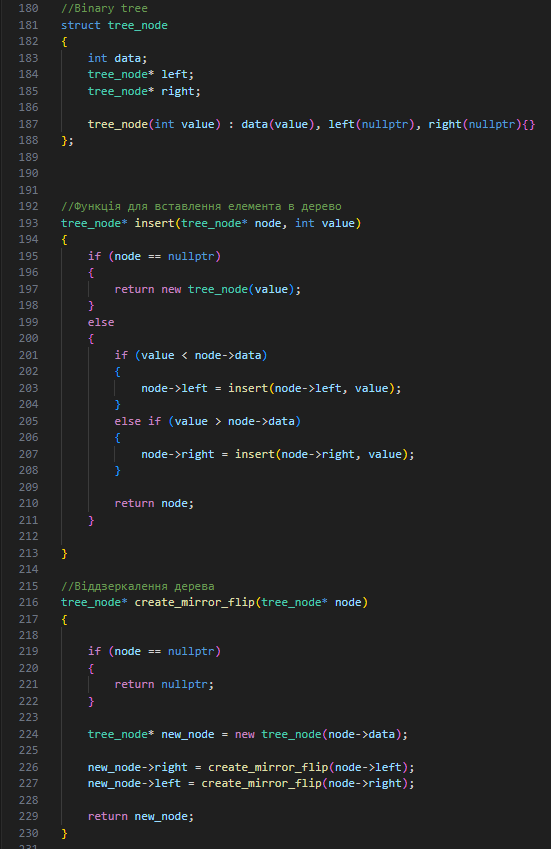 180 //Binary tree
181 struct tree_node
182 {
183     int data;
184     tree_node* left;
185     tree_node* right;
186
187     tree_node(int value) : data(value), left(nullptr), right(nullptr){}
188 };
189
190
191
192 //Функція для вставлення елемента в дерево
193 tree_node* insert(tree_node* node, int value)
194 {
195     if (node == nullptr)
196     {
197         return new tree_node(value);
198     }
199     else
200     {
201         if (value < node->data)
202         {
203             node->left = insert(node->left, value);
204         }
205         else if (value > node->data)
206         {
207             node->right = insert(node->right, value);
208         }
209
210         return node;
211     }
212
213 }
214
215 //Віддзеркалення дерева
216 tree_node* create_mirror_flip(tree_node* node)
217 {
218
219     if (node == nullptr)
220     {
221         return nullptr;
222     }
223
224     tree_node* new_node = new tree_node(node->data);
225
226     new_node->right = create_mirror_flip(node->left);
227     new_node->left = create_mirror_flip(node->right);
228
229     return new_node;
230 }
231